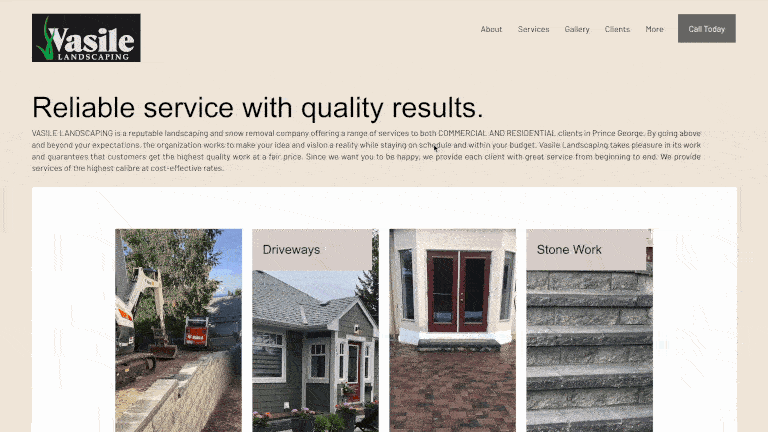 Vasile
LANDSCAPING
About Services Gallery Clients More Call Today
Reliable service with quality results.
VASILE LANDSCAPING is a reputable landscaping and snow removal company offering a range of services to both COMMERCIAL AND RESIDENTIAL clients in Prince George. By going above
and beyond your expectations, the organization works to make your idea and vision a reality while staying on schedule and within your budget. Vasile Landscaping takes pleasure in its work
and guarantees that customers get the highest quality work at a fair price. Since we want you to be happy, we provide each client with great service from beginning to end. We provide
services of the highest calibre at cost-effective rates.
Driveways
Stone Work